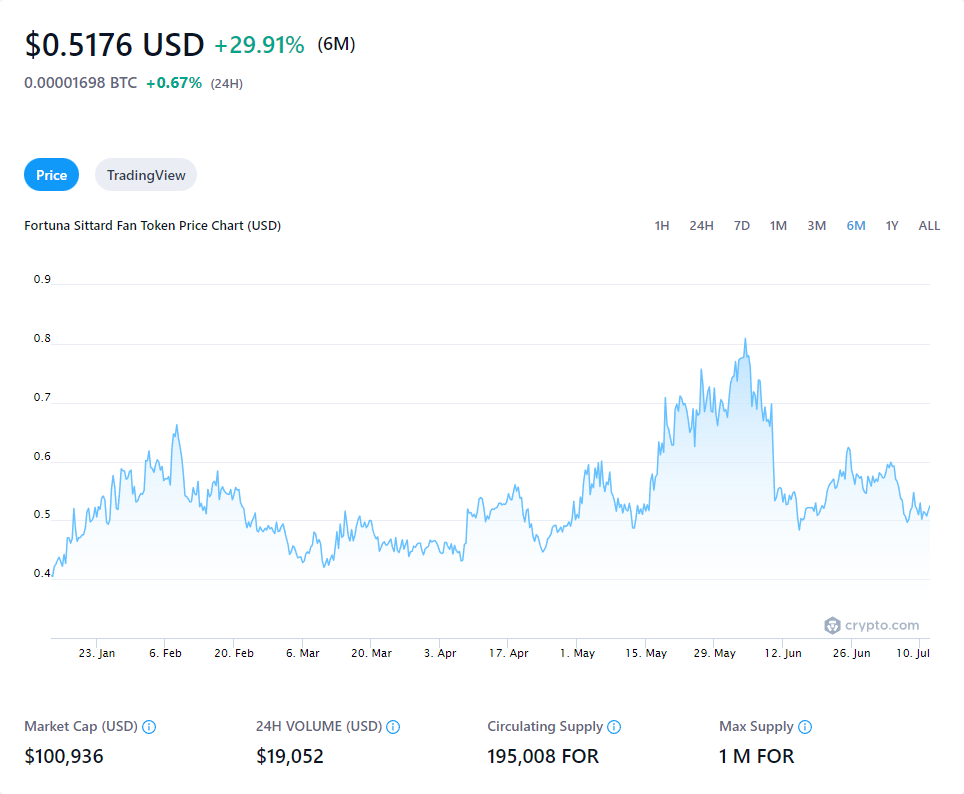 $0.5176 USD +29.91% (6M)
0.00001698 BTC +0.67% (24H)
Price TradingView
Fortuna Sittard Fan Token Price Chart (USD) 1H 24H 7D 1M 3M 6M 1Y ALL
0.9
0.8
0.7
0.6
0.5
0.4
crypto.com
23. Jan 6. Feb 20. Feb 6. Mar 20. Mar 3. Apr 17. Apr 1. May 15. May 29. May 12. Jun 26. Jun 10. Jul
Market Cap (USD) 24H VOLUME (USD) Circulating Supply Max Supply
$100,936 $19,052 195,008 FOR 1 M FOR